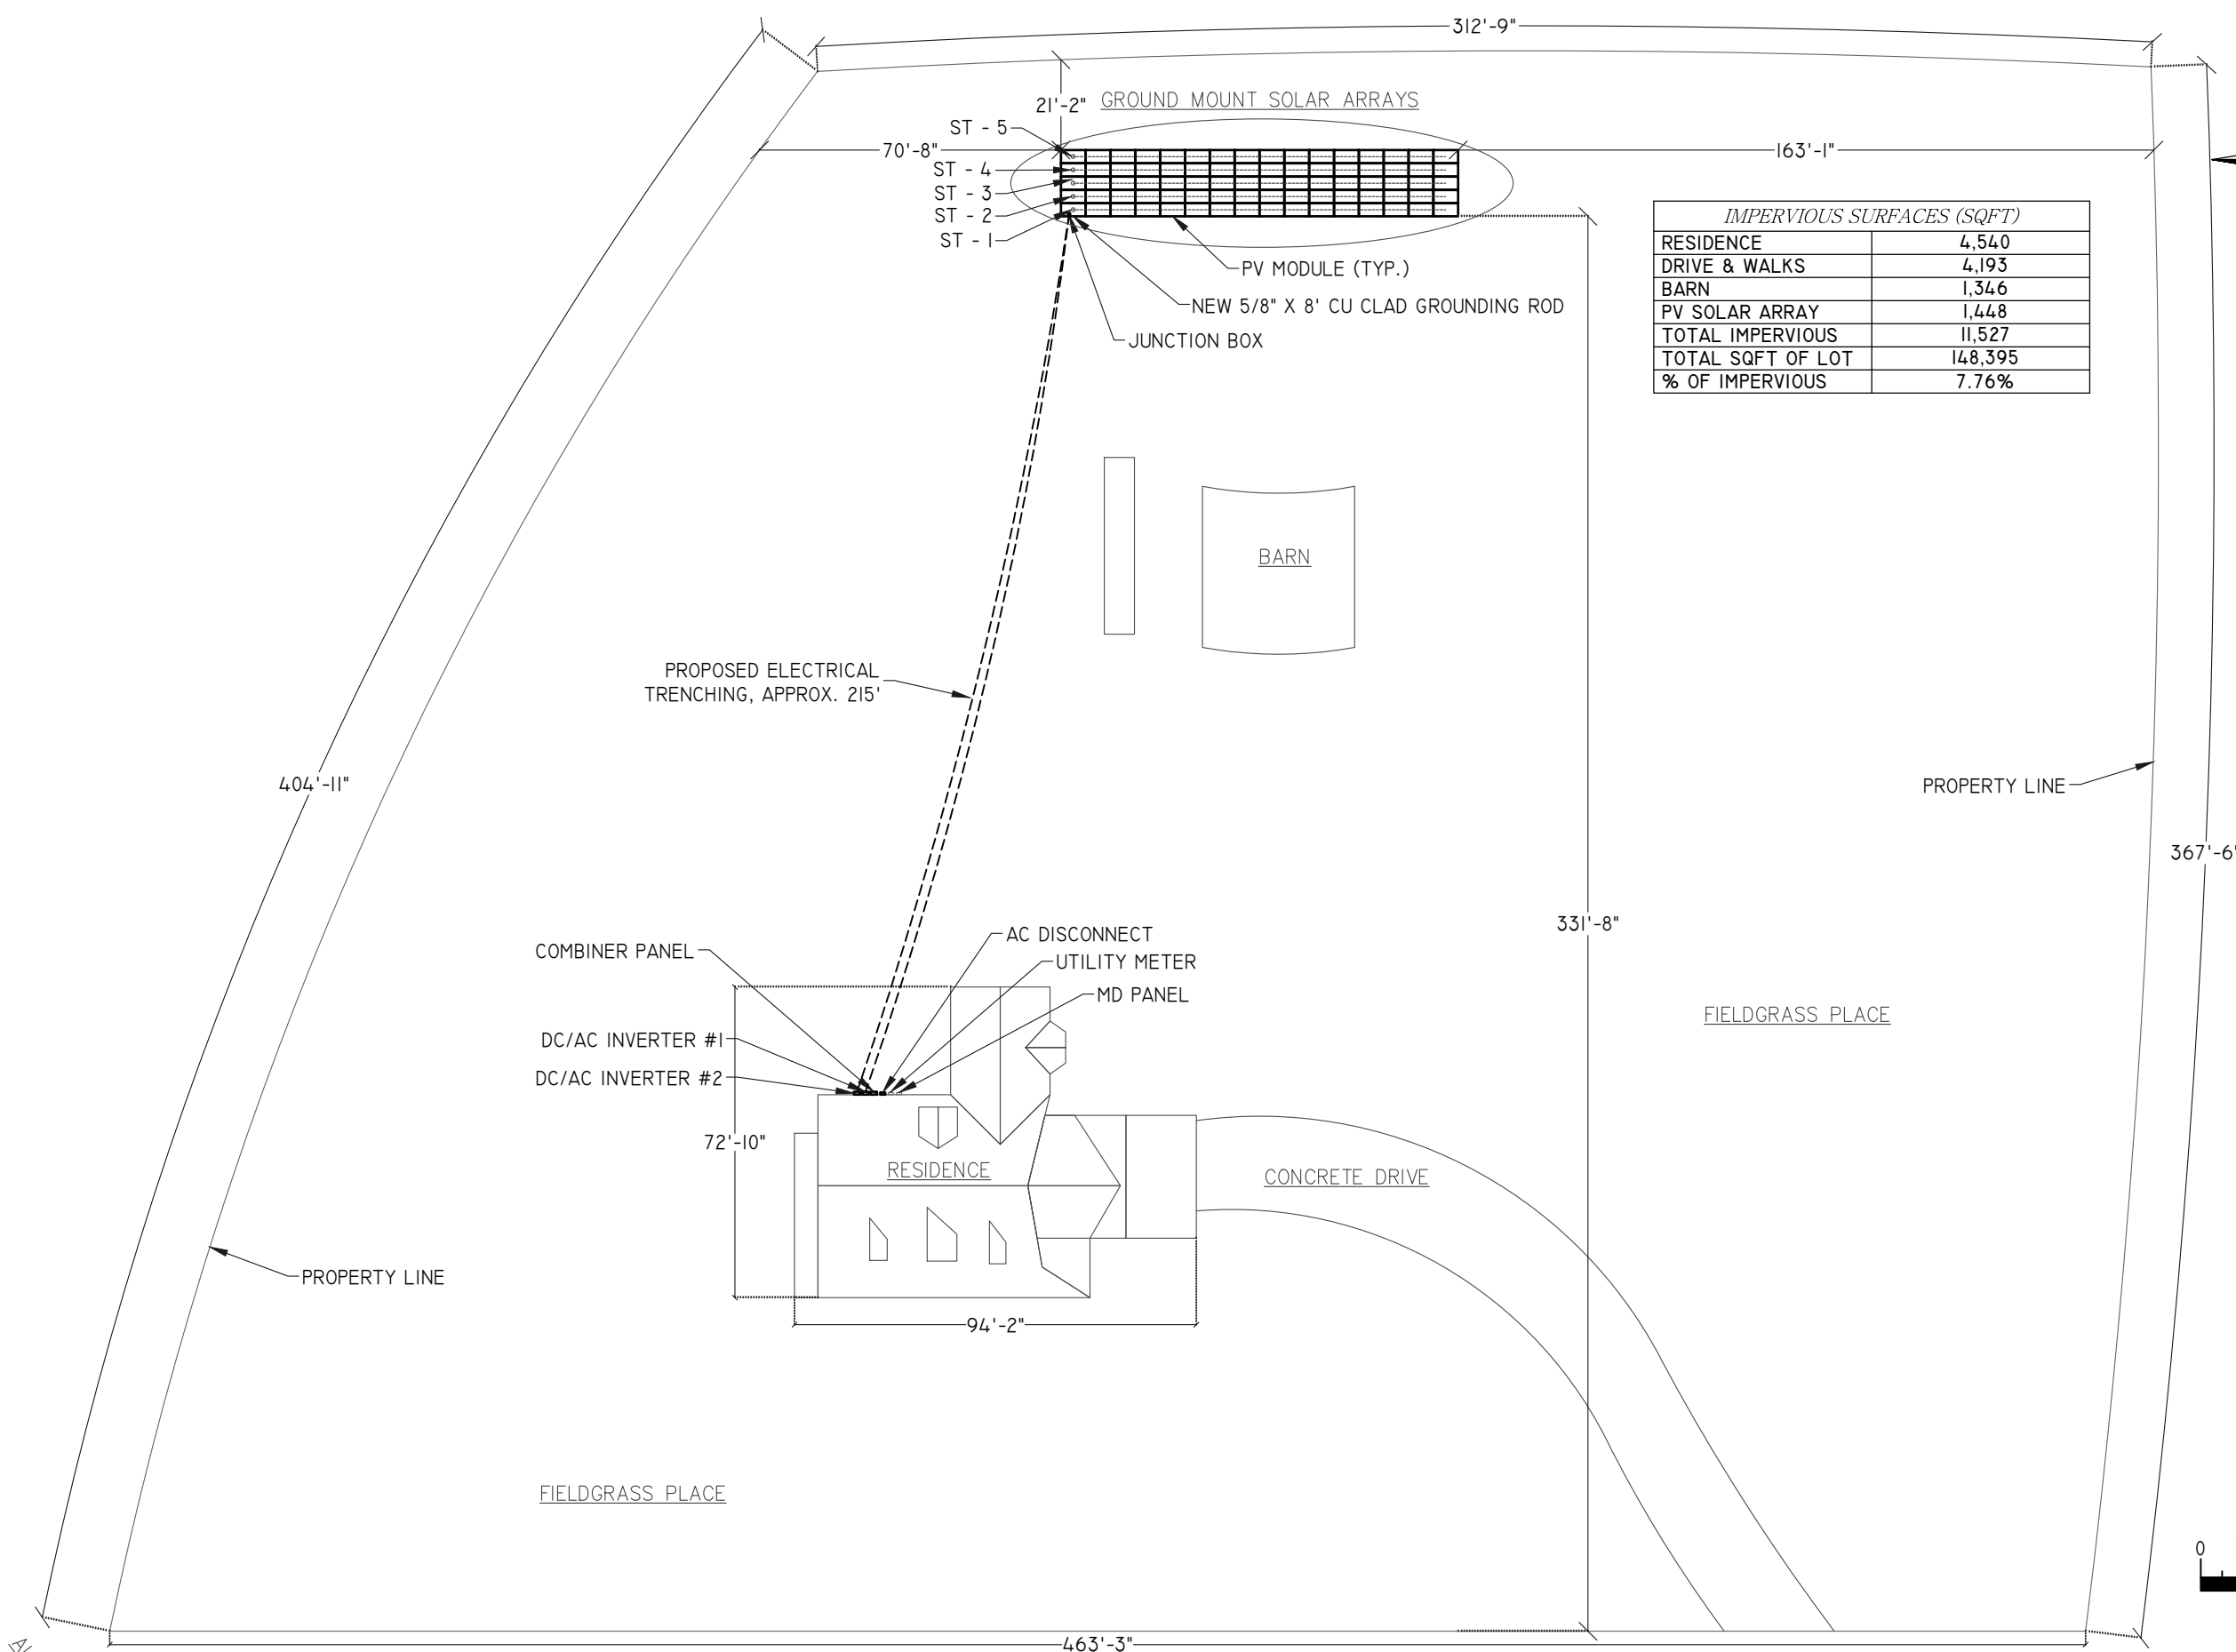 312'-9"
21'-2"
GROUND MOUNT SOLAR ARRAYS
ST - 5
70'-8"
163'-1"
ST - 4
ST - 3
ST - 2
ST - 1
IMPERVIOUS SURFACES (SQFT)
RESIDENCE 4,540
DRIVE & WALKS 4,193
BARN 1,346
PV SOLAR ARRAY 1,448
TOTAL IMPERVIOUS 11,527
TOTAL SQFT OF LOT 148,395
% OF IMPERVIOUS 7.76%
PV MODULE (TYP.)
NEW 5/8" X 8' CU CLAD GROUNDING ROD
JUNCTION BOX
BARN
PROPOSED ELECTRICAL
TRENCHING, APPROX. 215'
404'-11"
PROPERTY LINE
367'-6"
331'-8"
COMBINER PANEL
AC DISCONNECT
UTILITY METER
MD PANEL
FIELDGRASS PLACE
DC/AC INVERTER #1
DC/AC INVERTER #2
72'-10"
RESIDENCE
CONCRETE DRIVE
PROPERTY LINE
94'-2"
FIELDGRASS PLACE
0
463'-3"